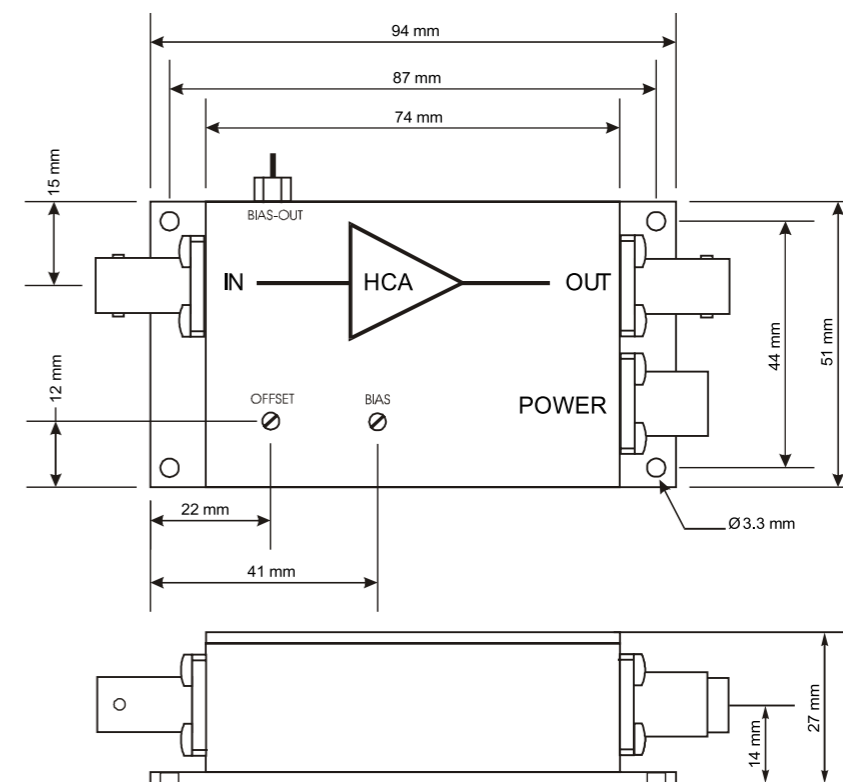 94 mm
87 mm
74 mm
15 mm
BIAS-OUT
IN
HCA
OUT
44 mm
51 mm
12 mm
OFFSET
BIAS
POWER
22 mm
Ø3.3 mm
41 mm
27 mm
14 mm